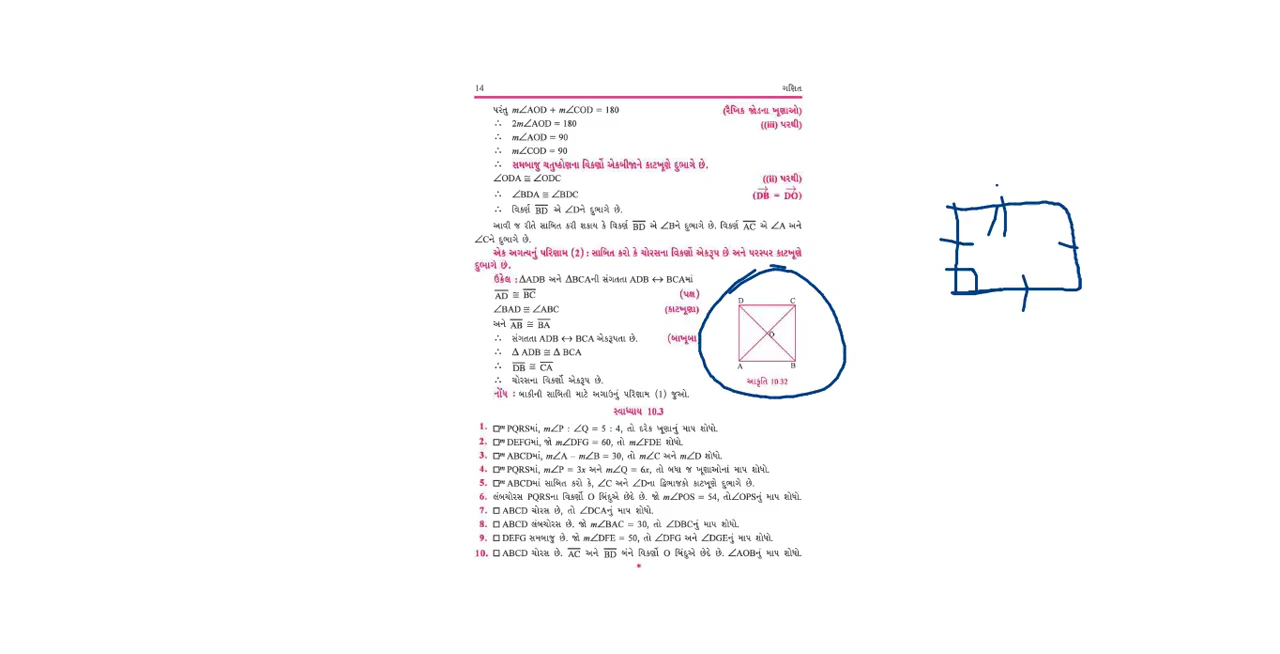 14 ગણિત
પરંતુ m∠AOD + m∠COD = 180 (રૈખિક જોડના ખૂણાઓ)
∴ 2m∠AOD = 180 ((iii) પરથી)
∴ m∠AOD = 90
∴ m∠COD = 90
∴ સમબાજુ ચતુષ્કોણના વિકર્ણો એકબીજાને કાટખૂણે દુભાગે છે.
∠ODA ≅ ∠ODC ((ii) પરથી)
∴ ∠BDA ≅ ∠BDC (DB = DO)
∴ વિકર્ણ BD એ ∠Dને દુભાગે છે.
આવી જ રીતે સાબિત કરી શકાય કે વિકર્ણ BD એ ∠Bને દુભાગે છે. વિકર્ણ AC એ ∠A અને
∠Cને દુભાગે છે.
એક અગત્યનું પરિણામ (2) : સાબિત કરો કે ચોરસના વિકર્ણો એકરૂપ છે અને પરસ્પર કાટખૂણે
દુભાગે છે.
ઉકેલ : ΔADB અને ΔBCAની સંગતતા ADB ↔ BCAમાં
AD ≅ BC (પક્ષ)
∠BAD ≅ ∠ABC (કાટખૂણા)
અને AB ≅ BA
∴ સંગતતા ADB ↔ BCA એકરૂપતા છે. (બાખૂબા
∴ Δ ADB ≅ Δ BCA
∴ DB ≅ CA
∴ ચોરસના વિકર્ણો એકરૂપ છે.
નોંધ : બાકીની સાબિતી માટે અગાઉનું પરિણામ (1) જુઓ.
D C
O
A B
આકૃતિ 10.32
સ્વાધ્યાય 10.3
1. □ᵐ PQRSમાં, m∠P : ∠Q = 5 : 4, તો દરેક ખૂણાનું માપ શોધો.
2. □ᵐ DEFGમાં, જો m∠DFG = 60, તો m∠FDE શોધો.
3. □ᵐ ABCDમાં, m∠A – m∠B = 30, તો m∠C અને m∠D શોધો.
4. □ᵐ PQRSમાં, m∠P = 3x અને m∠Q = 6x, તો બધા જ ખૂણાઓનાં માપ શોધો.
5. □ᵐ ABCDમાં સાબિત કરો કે, ∠C અને ∠Dના દ્વિભાજકો કાટખૂણે દુભાગે છે.
6. લંબચોરસ PQRSના વિકર્ણો O બિંદુએ છેદે છે. જો m∠POS = 54, તો ∠OPSનું માપ શોધો.
7. □ ABCD ચોરસ છે, તો ∠DCAનું માપ શોધો.
8. □ ABCD લંબચોરસ છે. જો m∠BAC = 30, તો ∠DBCનું માપ શોધો.
9. □ DEFG સમબાજુ છે. જો m∠DFE = 50, તો ∠DFG અને ∠DGEનું માપ શોધો.
10. □ ABCD ચોરસ છે. AC અને BD બંને વિકર્ણો O બિંદુએ છેદે છે. ∠AOBનું માપ શોધો.